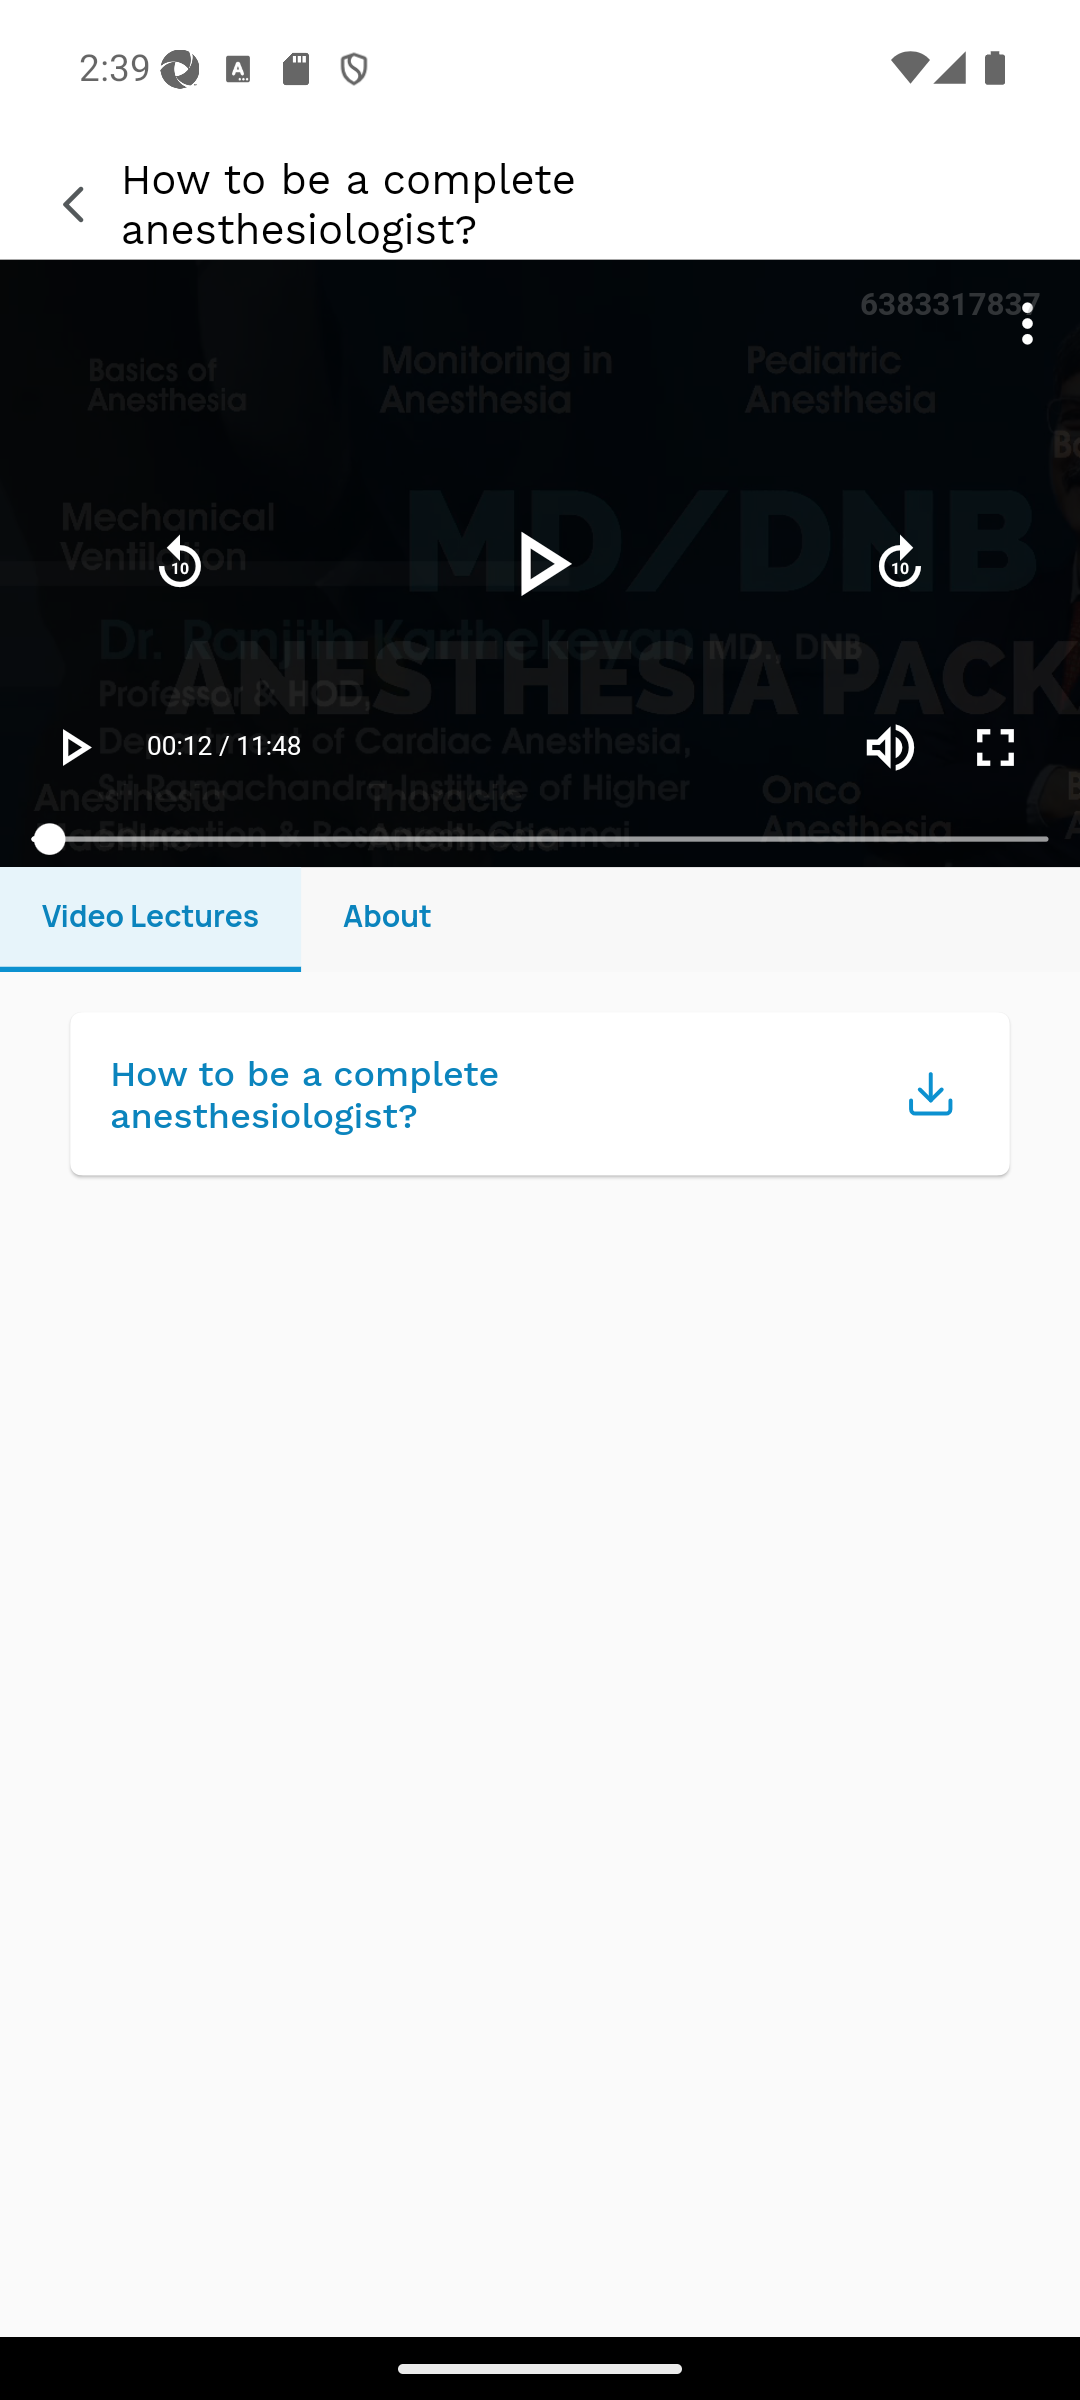 2:39
How to be a complete
anesthesiologist?
6383317837
Basics of
Anesthesia
Monitoring in
Anesthesia
Pediatric
Anesthesia
Mechanical
Ventilation
MD/DNB
10
10
Dr. Ranjith Karthekeyan, MD., DNB
ANESTHESIA PACK
Professor & HOD,
Department of Cardiac Anesthesia,
00:12 / 11:48
Sri Ramachandra Institute of Higher
Education & Research, Chennai.
Anesthesia
Machine
Thoracic
Anesthesia
Onco
Anesthesia
Video Lectures
About
How to be a complete
anesthesiologist?